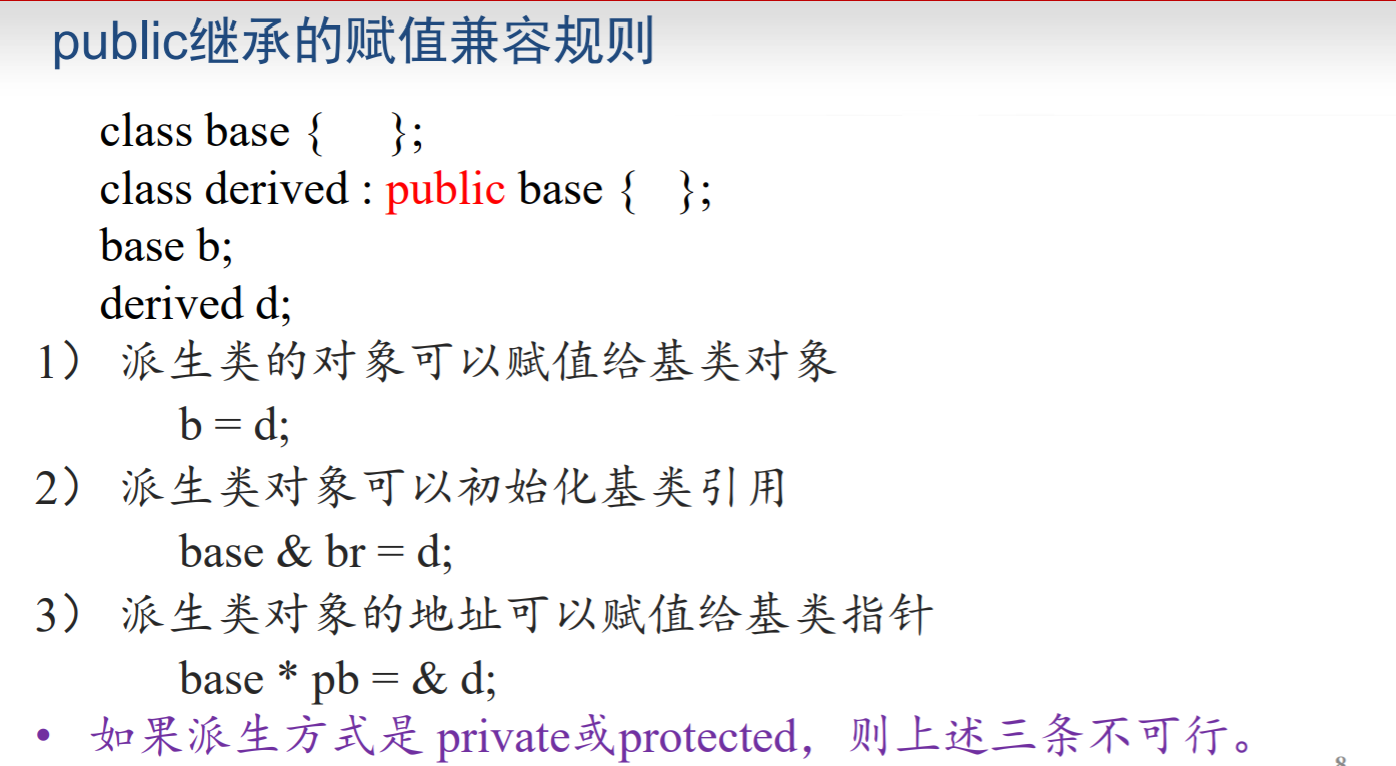 public继承的赋值兼容规则
class base { };
class derived : public base { };
base b;
derived d;
1） 派生类的对象可以赋值给基类对象
b = d;
2） 派生类对象可以初始化基类引用
base & br = d;
3） 派生类对象的地址可以赋值给基类指针
base * pb = & d;
• 如果派生方式是 private或protected，则上述三条不可行。
8